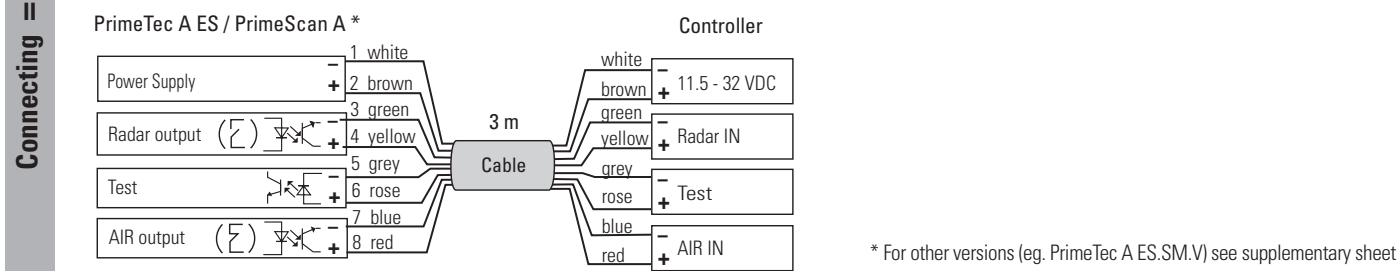 Connecting =
PrimeTec A ES / PrimeScan A *
Controller
Power Supply
− 1 white
+ 2 brown
Radar output
− 3 green
+ 4 yellow
Test
− 5 grey
+ 6 rose
AIR output
− 7 blue
+ 8 red
3 m
Cable
white −
brown + 11.5 - 32 VDC
green −
yellow + Radar IN
grey −
rose + Test
blue −
red + AIR IN
* For other versions (eg. PrimeTec A ES.SM.V) see supplementary sheet